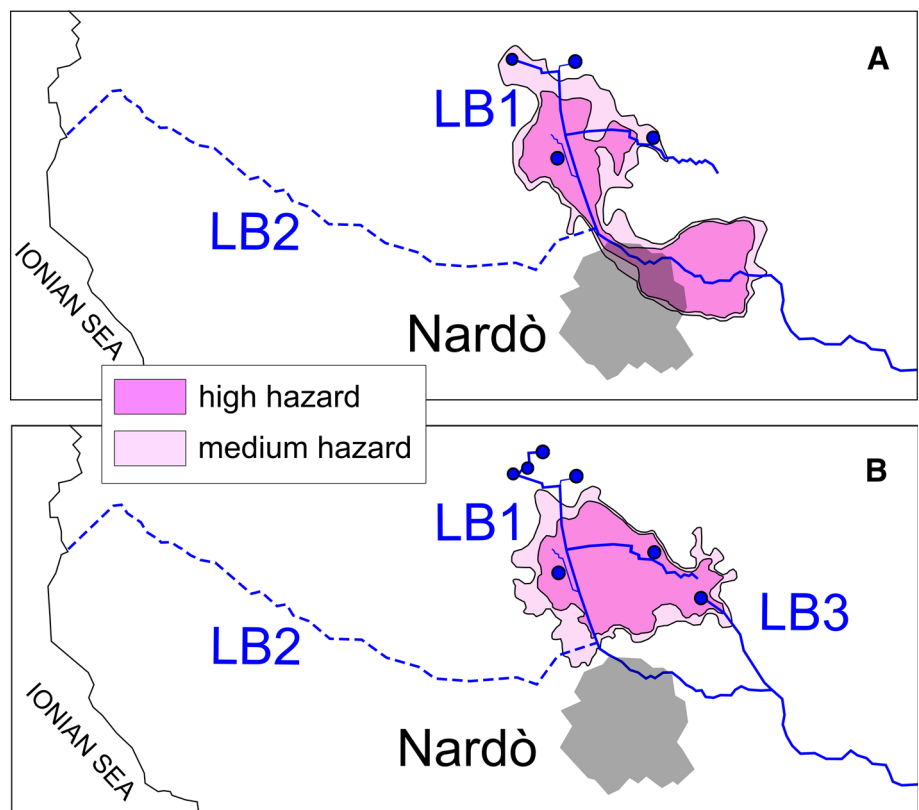 A
LB1
LB2
IONIAN SEA
Nardò
high hazard
medium hazard
B
LB1
LB3
LB2
IONIAN SEA
Nardò